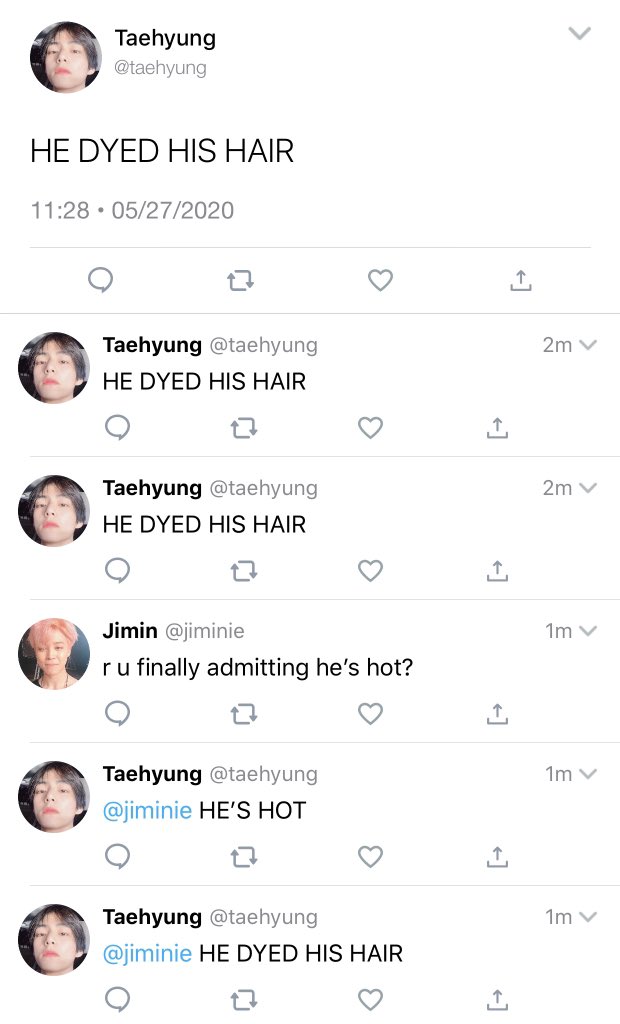 Taehyung
@taehyung
HE DYED HIS HAIR
11:28 • 05/27/2020
Taehyung @taehyung 2m
HE DYED HIS HAIR
Taehyung @taehyung 2m
HE DYED HIS HAIR
Jimin @jiminie 1m
r u finally admitting he’s hot?
Taehyung @taehyung 1m
@jiminie HE’S HOT
Taehyung @taehyung 1m
@jiminie HE DYED HIS HAIR